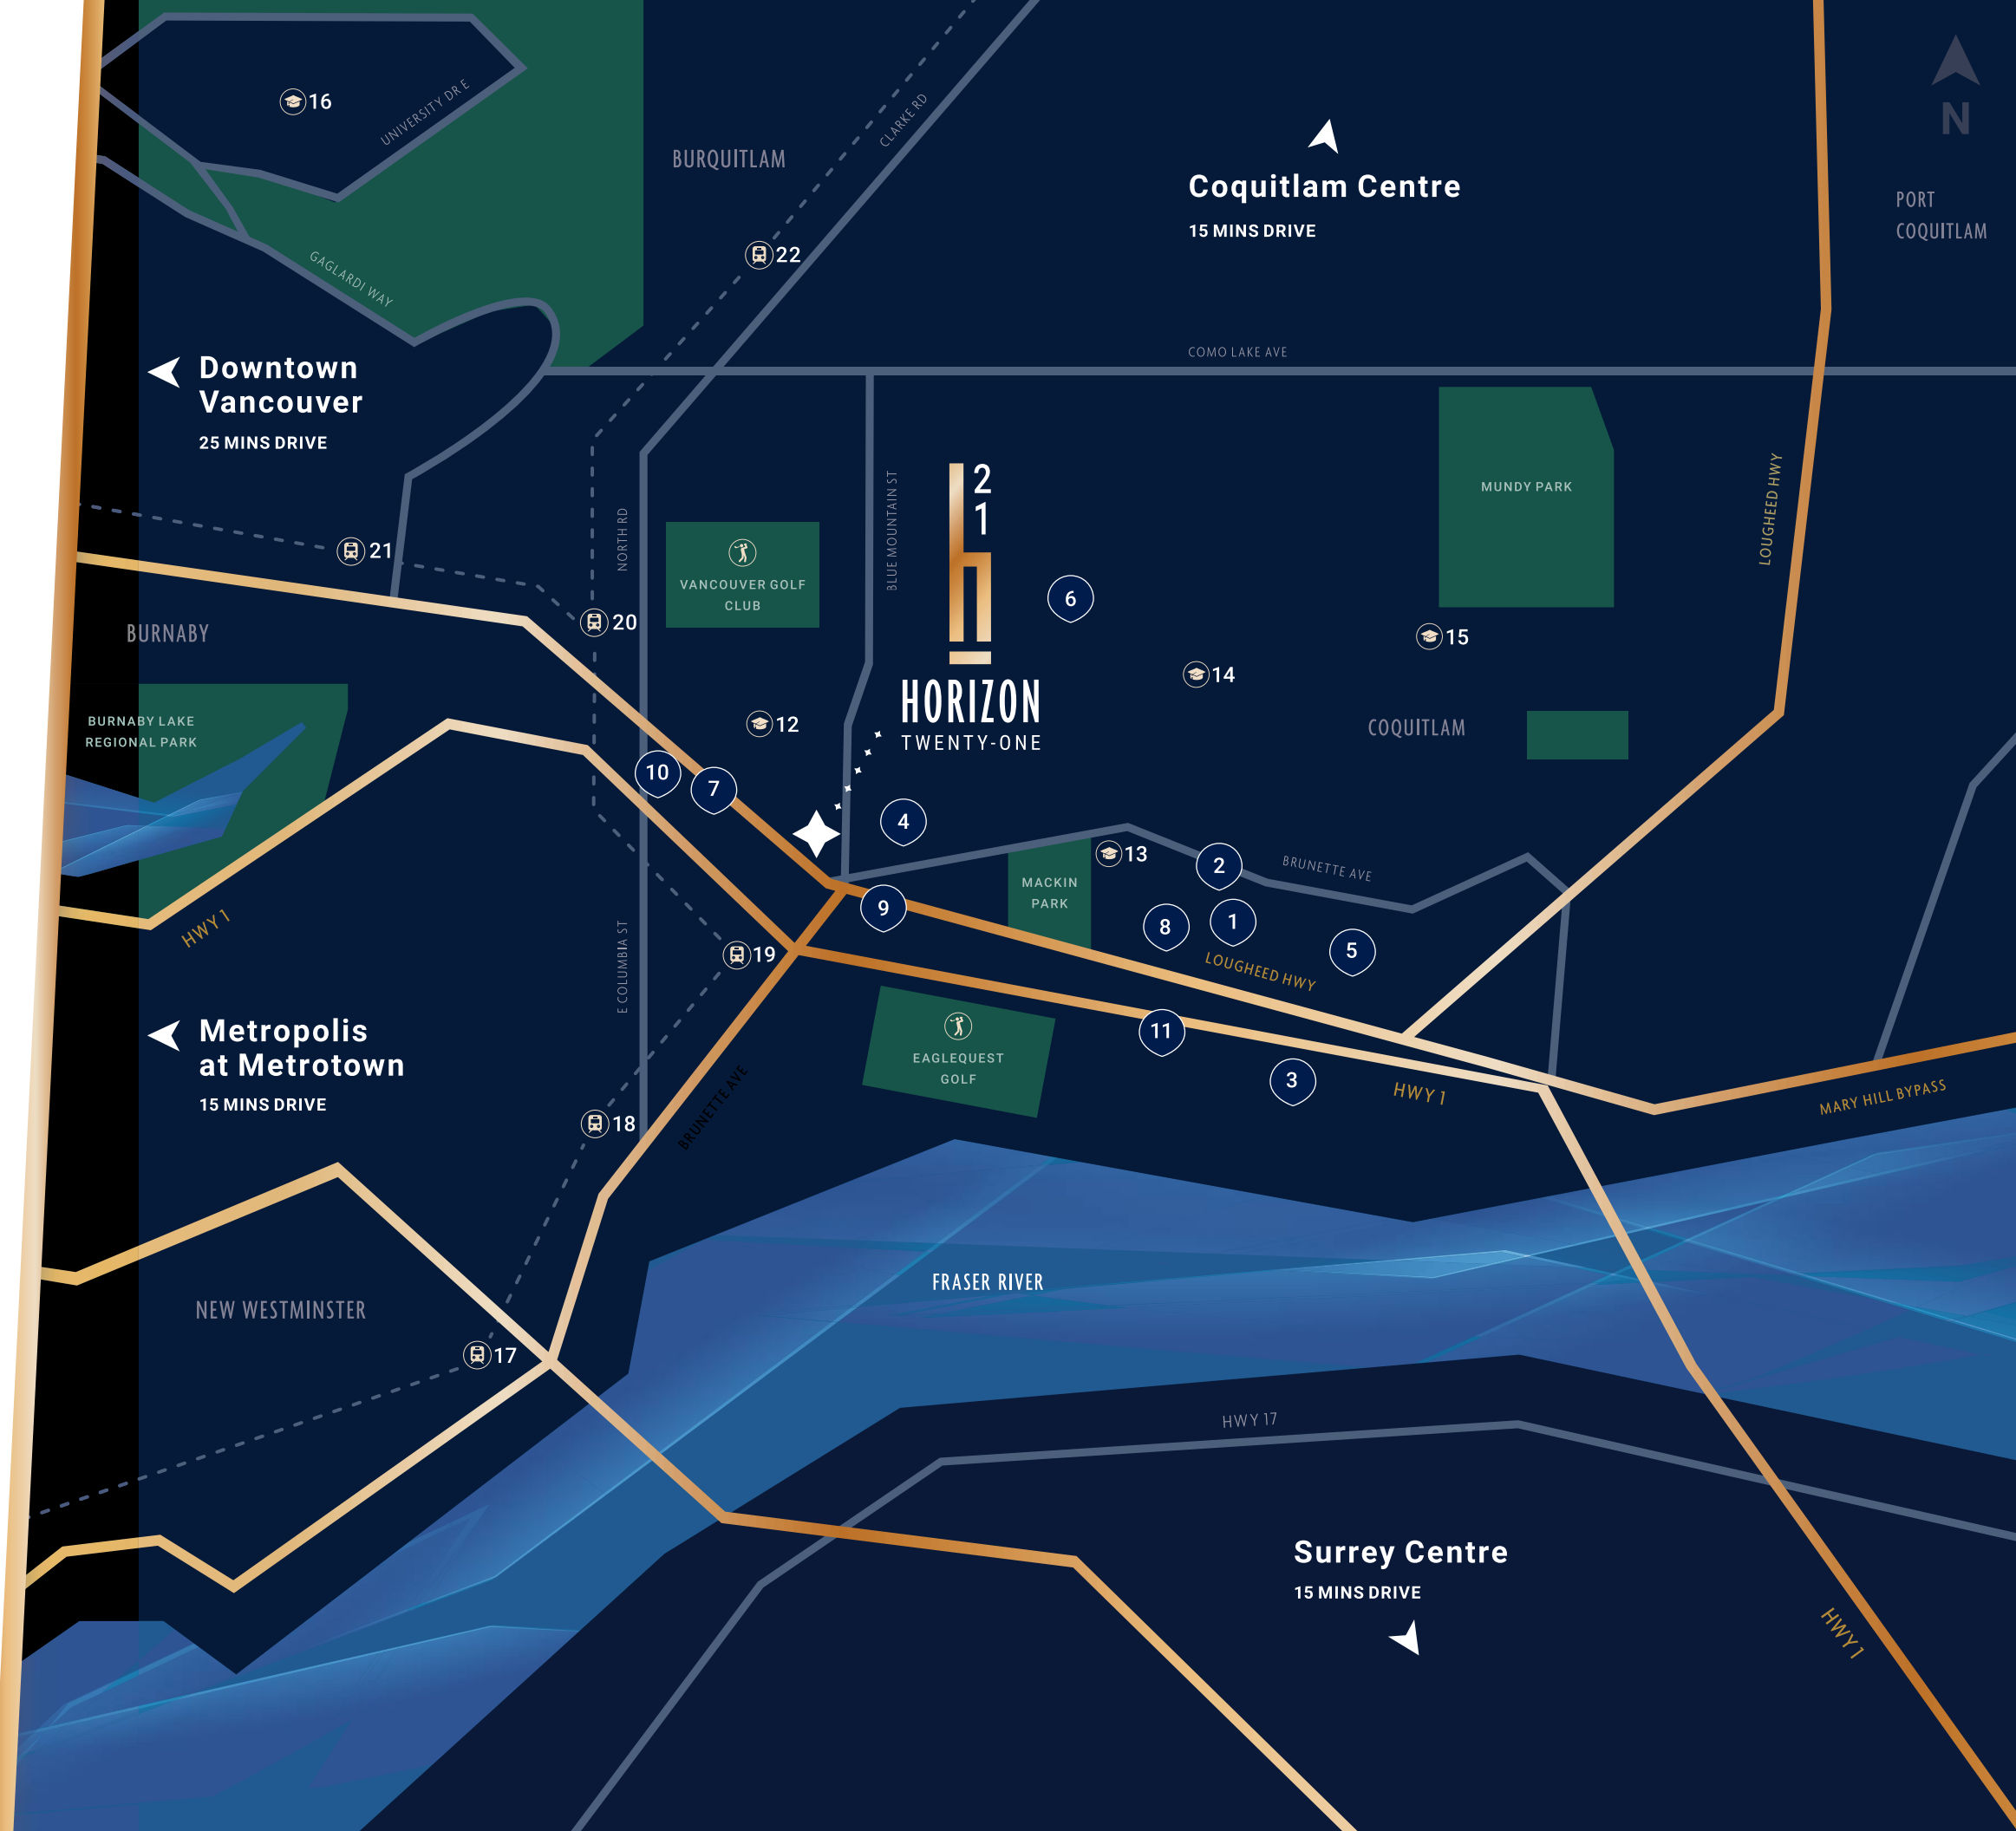 16
UNIVERSITY DR E
BURQUITLAM
CLARKE RD
N
Coquitlam Centre
15 MINS DRIVE
PORT
COQUITLAM
22
GAGLARDI WAY
COMO LAKE AVE
Downtown
Vancouver
25 MINS DRIVE
2
1
MUNDY PARK
LOUGHEED HWY
BLUE MOUNTAIN ST
NORTH RD
21
VANCOUVER GOLF
CLUB
6
20
BURNABY
15
14
HORIZON
TWENTY-ONE
12
COQUITLAM
BURNABY LAKE
REGIONAL PARK
10
7
4
13
2
BRUNETTE AVE
MACKIN
PARK
9
8
1
5
HWY 1
E COLUMBIA ST
19
LOUGHEED HWY
Metropolis
at Metrotown
15 MINS DRIVE
EAGLEQUEST
GOLF
11
3
HWY 1
MARY HILL BYPASS
BRUNETTE AVE
18
FRASER RIVER
NEW WESTMINSTER
17
HWY 17
Surrey Centre
15 MINS DRIVE
HWY 1